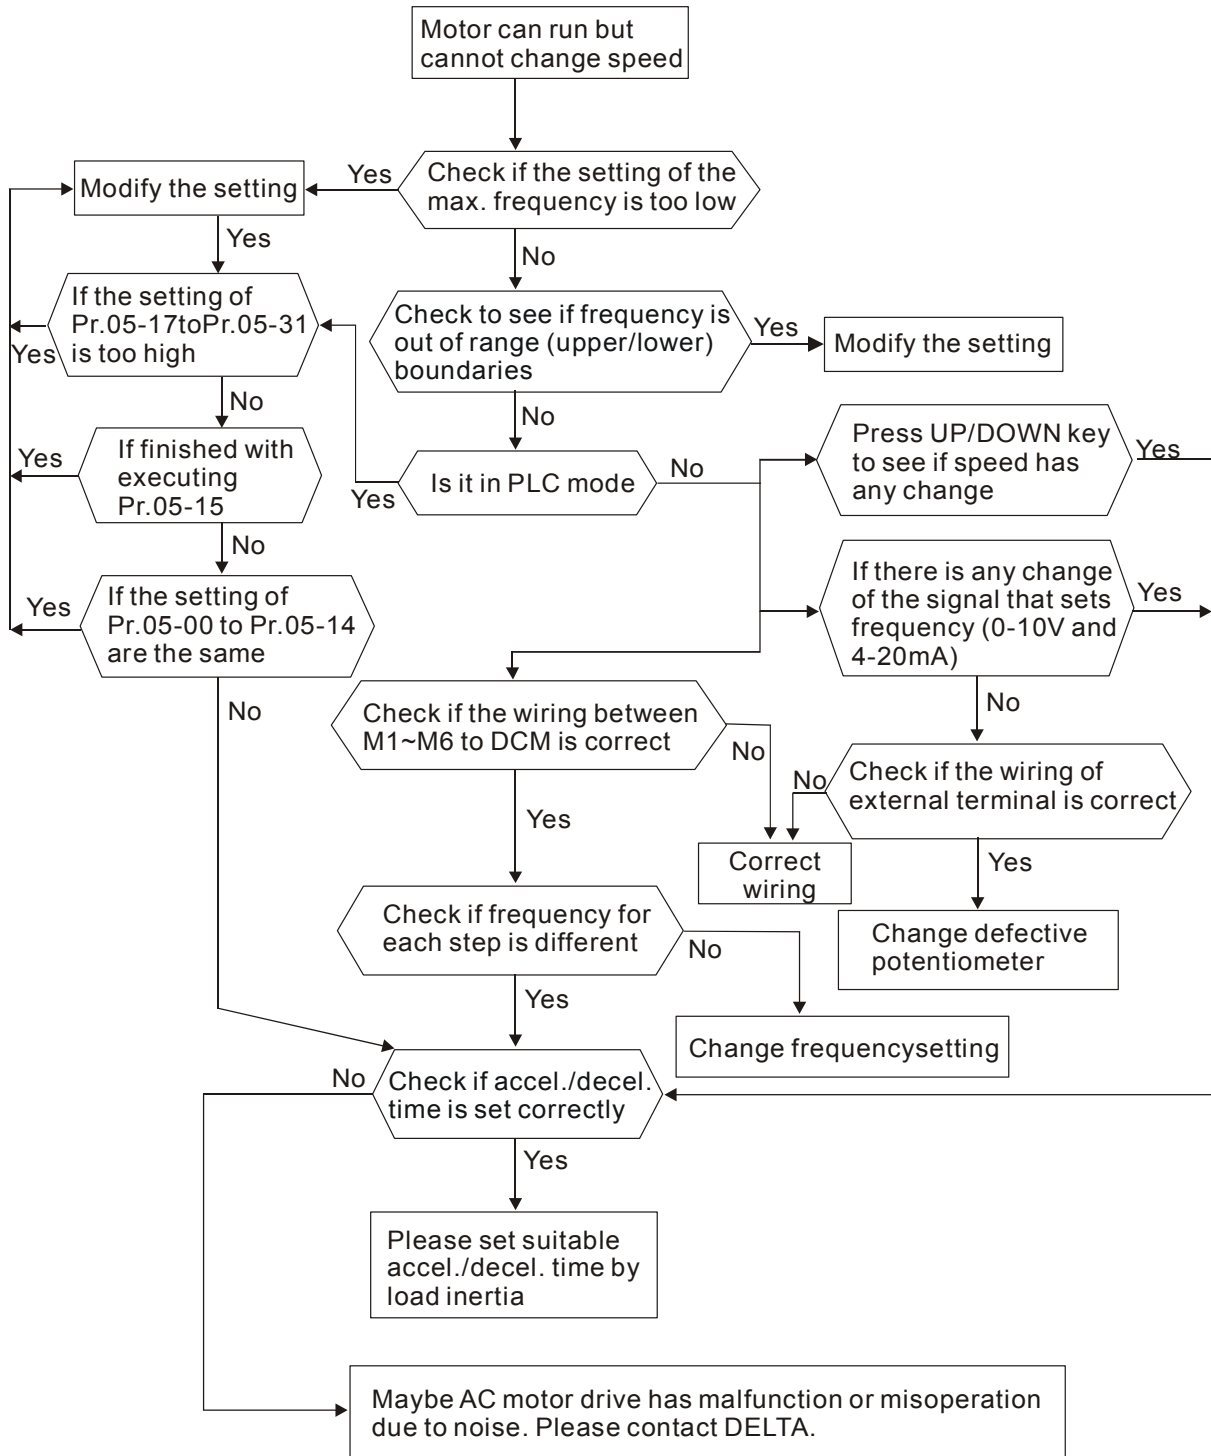 Motor can run but
cannot change speed
Check if the setting of the
max. frequency is too low
Yes
Modify the setting
Yes
No
If the setting of
Pr.05-17toPr.05-31
is too high
Yes
Check to see if frequency is
out of range (upper/lower)
boundaries
Yes
Modify the setting
No
No
If finished with
executing
Pr.05-15
Yes
Is it in PLC mode
Yes
No
Press UP/DOWN key
to see if speed has
any change
Yes
No
If the setting of
Pr.05-00 to Pr.05-14
are the same
Yes
If there is any change
of the signal that sets
frequency (0-10V and
4-20mA)
Yes
No
No
Check if the wiring between
M1~M6 to DCM is correct
No
Check if the wiring of
external terminal is correct
No
Yes
Yes
Correct
wiring
Check if frequency for
each step is different
No
Change defective
potentiometer
Yes
Change frequencysetting
Check if accel./decel.
time is set correctly
No
Yes
Please set suitable
accel./decel. time by
load inertia
Maybe AC motor drive has malfunction or misoperation
due to noise. Please contact DELTA.